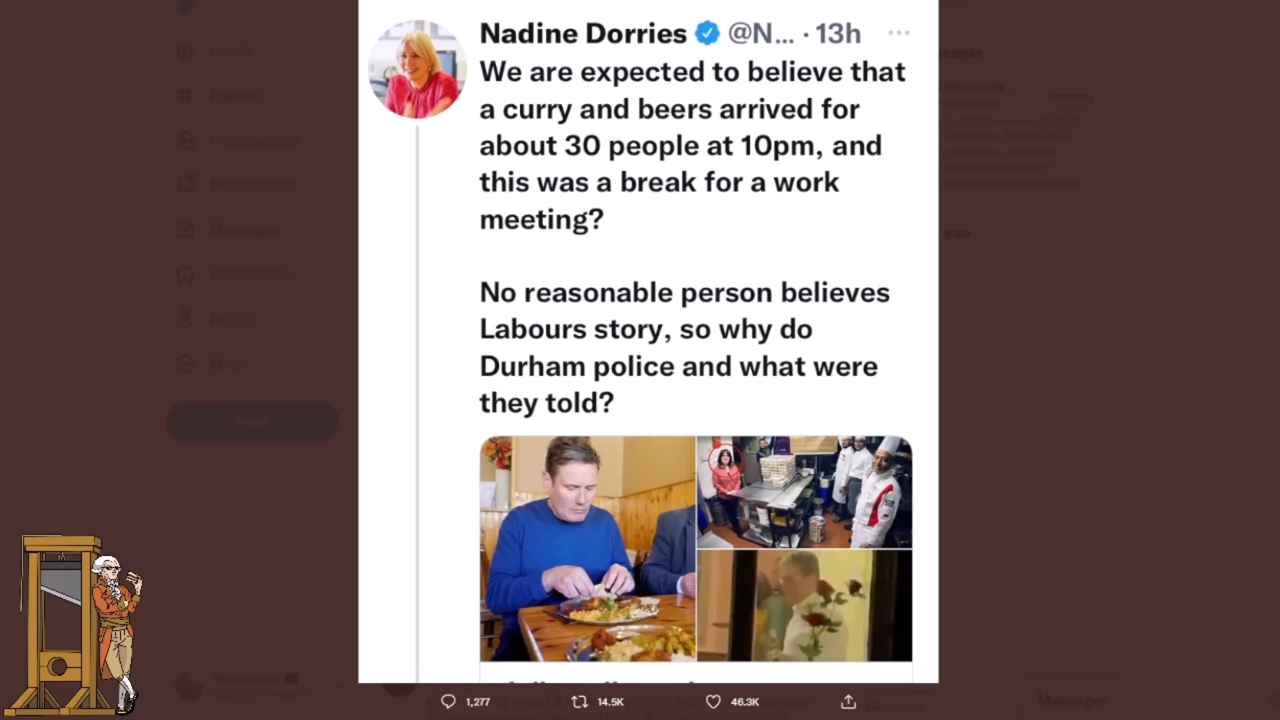 Nadine Dorries @N... · 13h
We are expected to believe that
a curry and beers arrived for
about 30 people at 10pm, and
this was a break for a work
meeting?
No reasonable person believes
Labours story, so why do
Durham police and what were
they told?
1,277 14.5K 46.3K
Messages